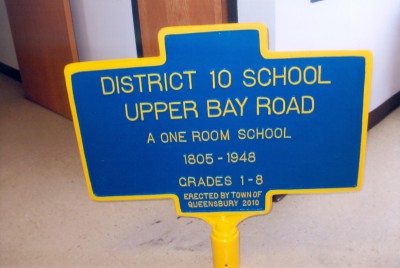 DISTRICT 10 SCHOOL
UPPER BAY ROAD
A ONE ROOM SCHOOL
1805-1948
GRADES 1-8
ERECTED BY TOWN OF
QUEENSBURY 2010